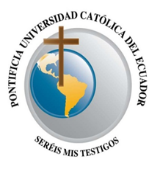 PONTIFICIA UNIVERSIDAD CATÓLICA DEL ECUADOR
SERÉIS MIS TESTIGOS